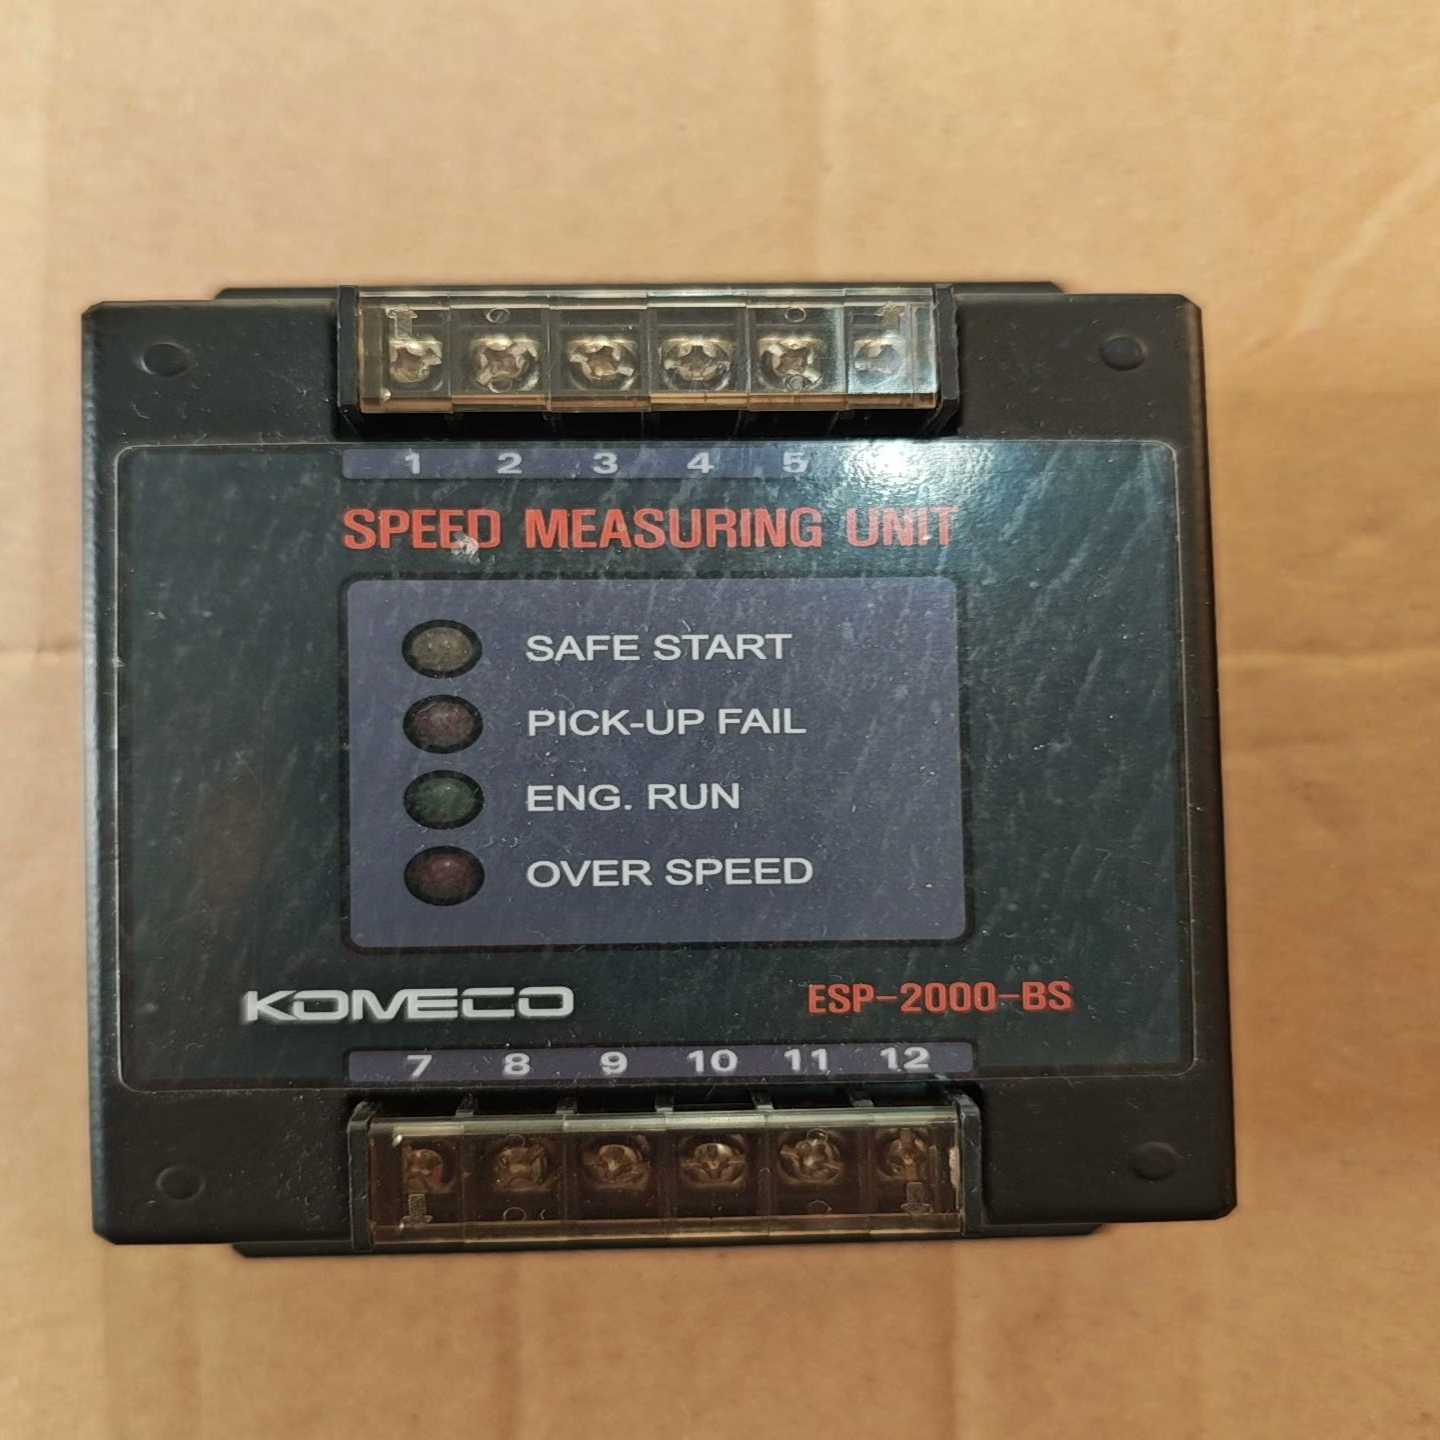 1 2 3 4 5
SPEED MEASURING UNIT
SAFE START
PICK-UP FAIL
ENG. RUN
OVER SPEED
KOMECO
ESP-2000-BS
7 8 9 10 11 12